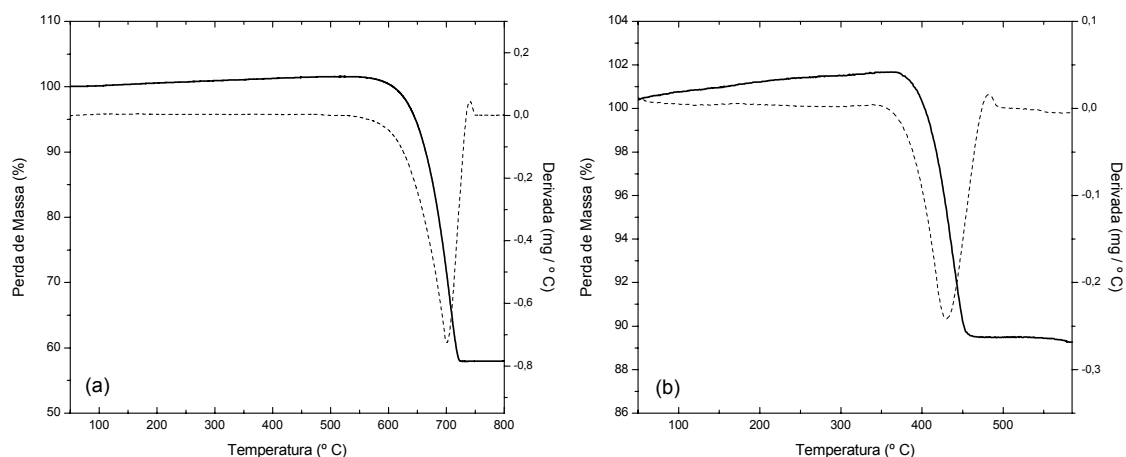 110
100
90
80
70
60
50
Perda de Massa (%)
100 200 300 400 500 600 700 800
Temperatura (º C)
0,2
0,0
-0,2
-0,4
-0,6
-0,8
Derivada (mg / º C)
(a)
104
102
100
98
96
94
92
90
88
86
Perda de Massa (%)
100 200 300 400 500
Temperatura (º C)
0,1
0,0
-0,1
-0,2
-0,3
Derivada (mg / º C)
(b)